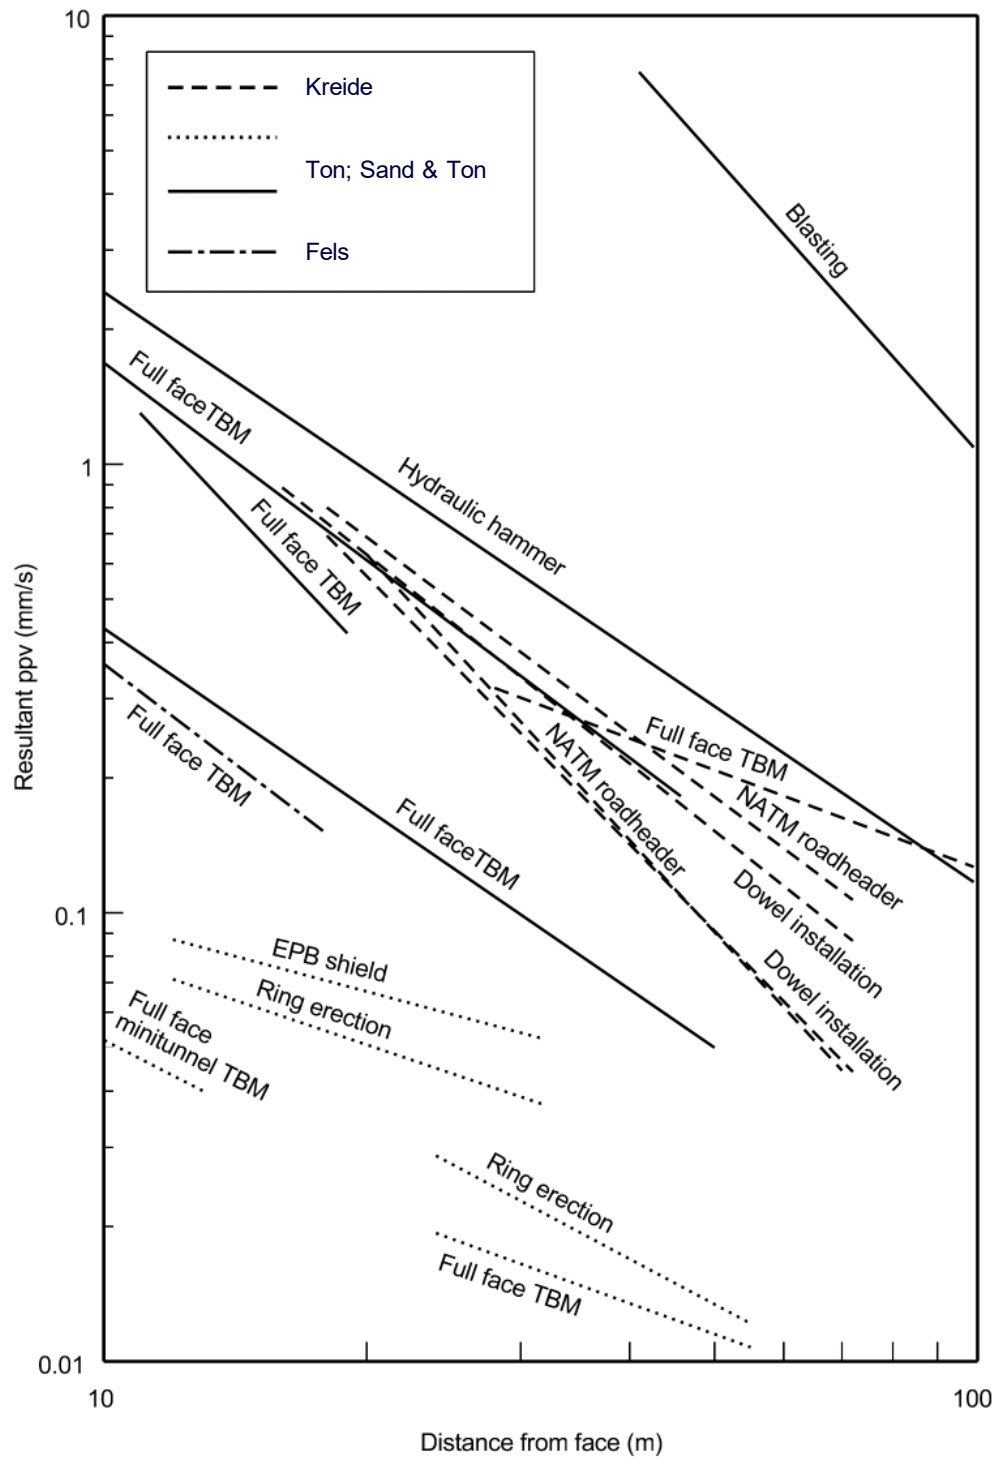 10
Kreide
Ton; Sand & Ton
Fels
Blasting
Full faceTBM
Hydraulic hammer
1
Full face TBM
Resultant ppv (mm/s)
Full face TBM
NATM roadheader
Full face TBM
NATM roadheader
Full faceTBM
Dowel installation
0.1
Dowel installation
EPB shield
Ring erection
Full face
minitunnel TBM
Ring erection
Full face TBM
0.01
10
100
Distance from face (m)